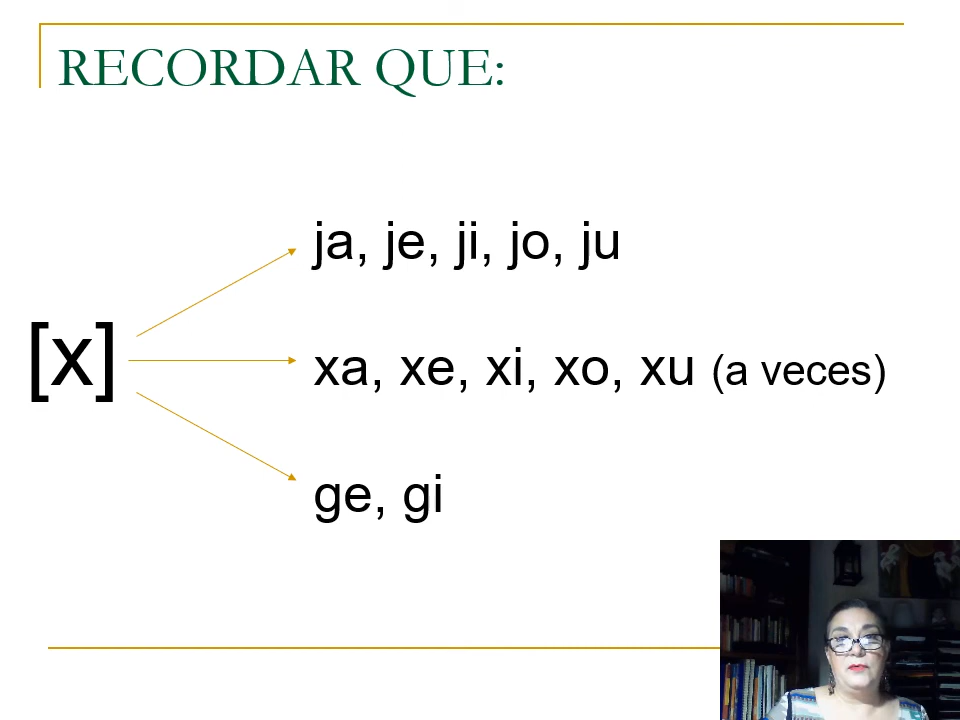 RECORDAR QUE:
ja, je, ji, jo, ju
[x]
xa, xe, xi, xo, xu (a veces)
ge, gi